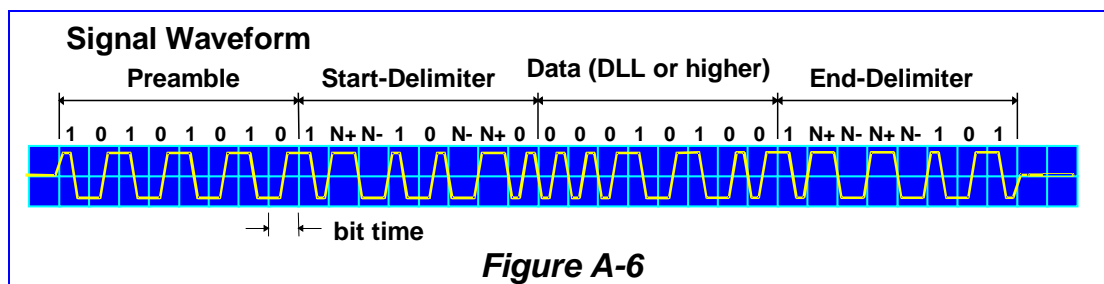 Signal Waveform
Preamble Start-Delimiter Data (DLL or higher) End-Delimiter
1 0 1 0 1 0 1 0 1 N+ N- 1 0 N- N+ 0 0 0 0 1 0 1 0 0 1 N+ N- N+ N- 1 0 1
bit time
Figure A-6